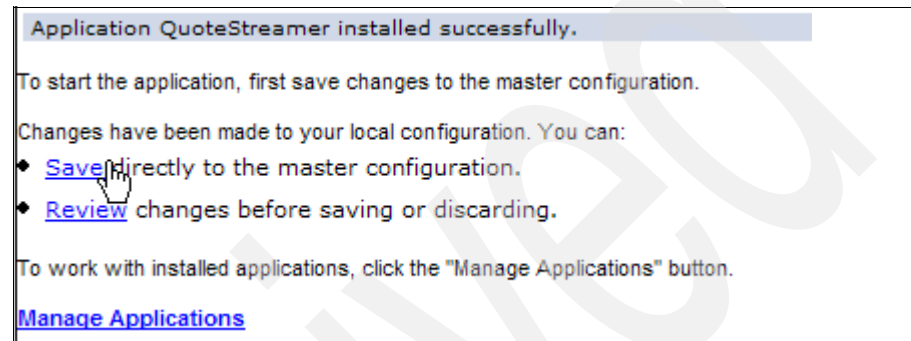 Application QuoteStreamer installed successfully.
To start the application, first save changes to the master configuration.
Changes have been made to your local configuration. You can:
Save directly to the master configuration.
Review changes before saving or discarding.
To work with installed applications, click the "Manage Applications" button.
Manage Applications